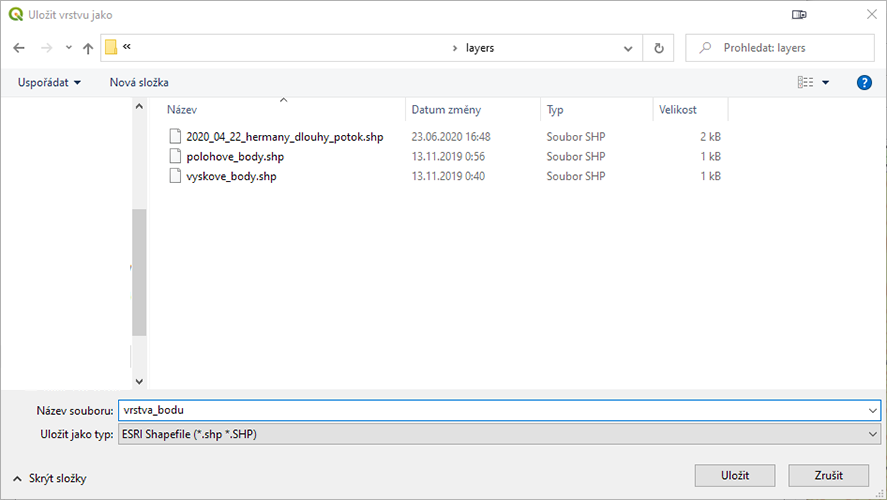 Uložit vrstvu jako
« › layers
Prohledat: layers
Uspořádat Nová složka
?
Název Datum změny Typ Velikost
2020_04_22_hermany_dlouhy_potok.shp 23.06.2020 16:48 Soubor SHP 2 kB
polohove_body.shp 13.11.2019 0:56 Soubor SHP 1 kB
vyskove_body.shp 13.11.2019 0:40 Soubor SHP 1 kB
Název souboru: vrstva_bodu
Uložit jako typ: ESRI Shapefile (*.shp *.SHP)
Skrýt složky
Uložit Zrušit